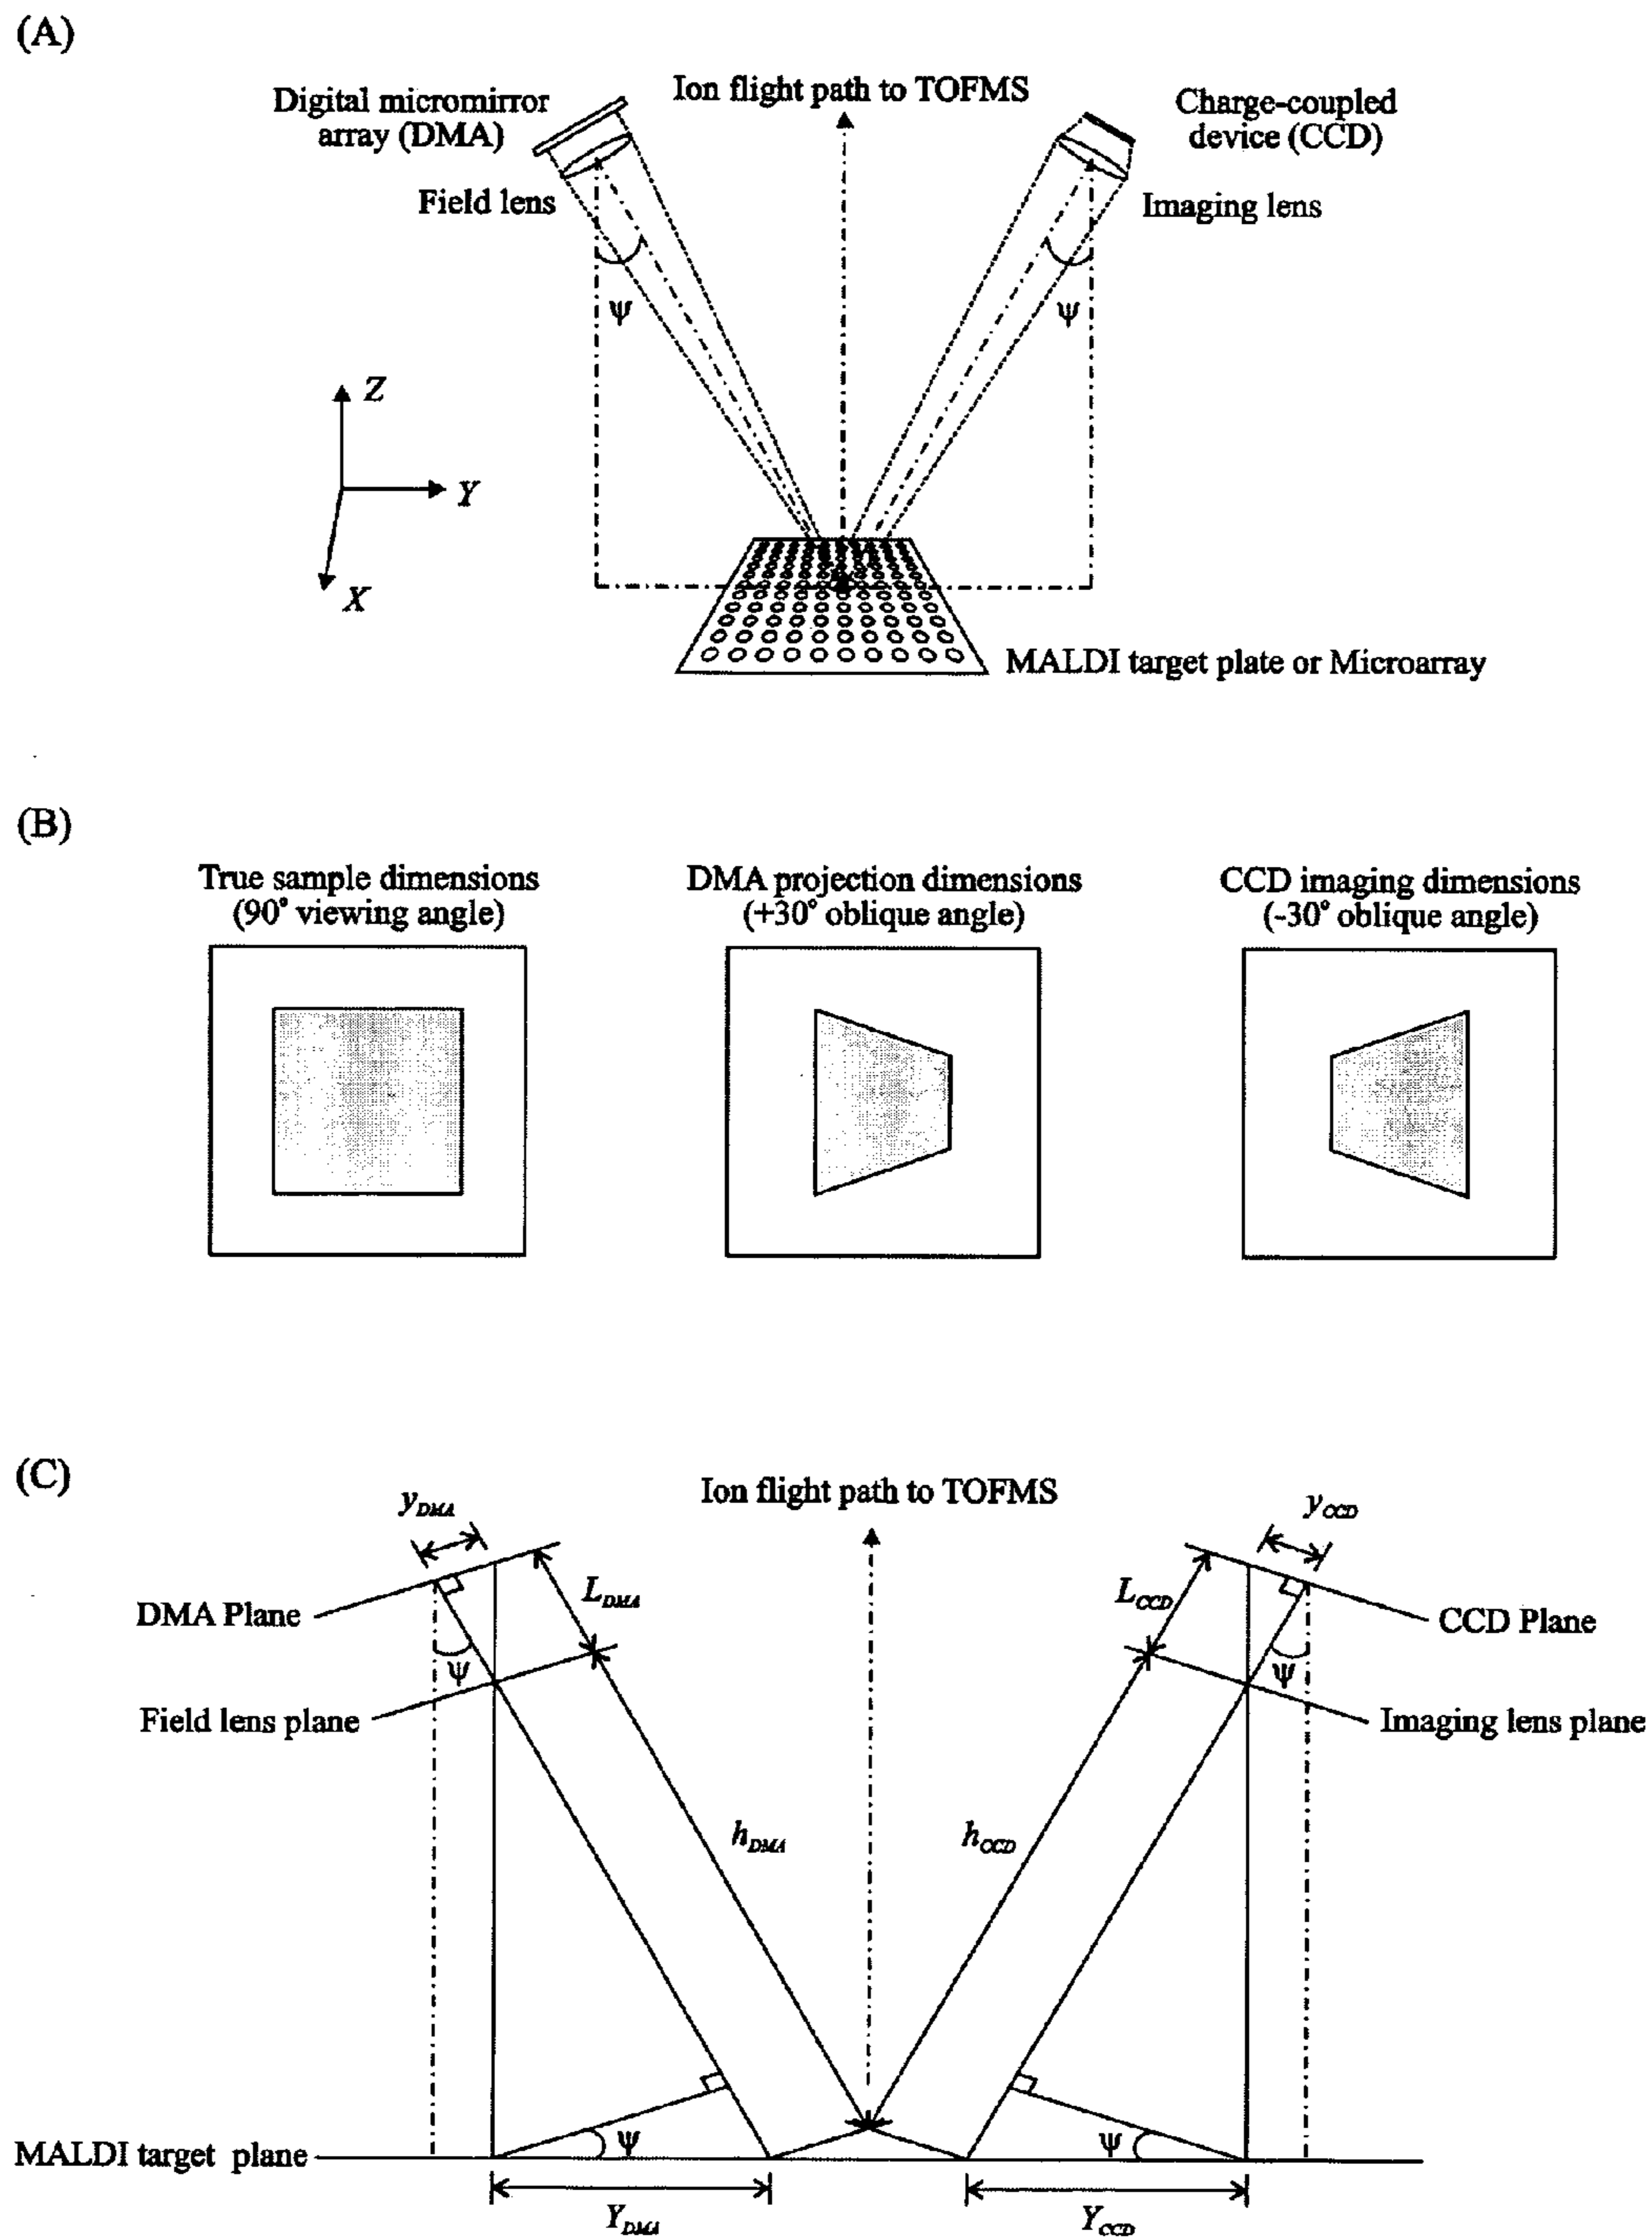 (A)
Digital micromirror
array (DMA)
Ion flight path to TOFMS
Charge-coupled
device (CCD)
Field lens
Imaging lens
Ψ
Ψ
Z
Y
X
MALDI target plate or Microarray
(B)
True sample dimensions
(90° viewing angle)
DMA projection dimensions
(+30° oblique angle)
CCD imaging dimensions
(-30° oblique angle)
(C)
Ion flight path to TOFMS
y_DMA
y_CCD
L_DMA
L_CCD
DMA Plane
CCD Plane
Ψ
Ψ
Field lens plane
Imaging lens plane
h_DMA
h_CCD
Ψ
Ψ
MALDI target plane
Y_DMA
Y_CCD